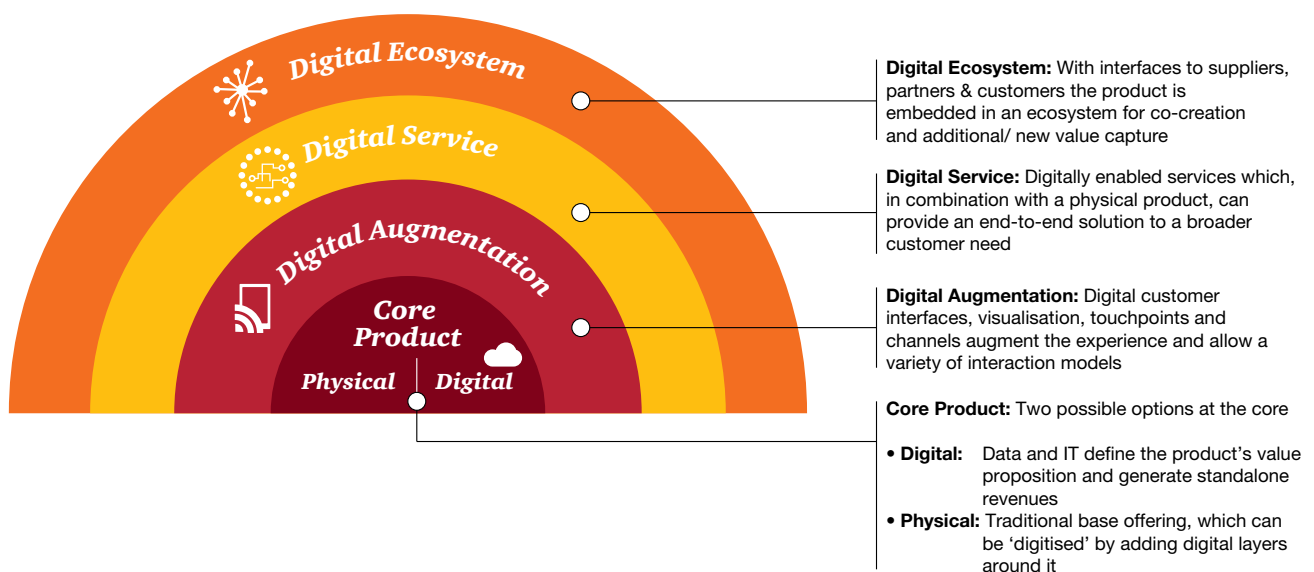 Digital Ecosystem
Digital Service
Digital Augmentation
Core
Product
Physical
Digital
Digital Ecosystem: With interfaces to suppliers,
partners & customers the product is
embedded in an ecosystem for co-creation
and additional/ new value capture
Digital Service: Digitally enabled services which,
in combination with a physical product, can
provide an end-to-end solution to a broader
customer need
Digital Augmentation: Digital customer
interfaces, visualisation, touchpoints and
channels augment the experience and allow a
variety of interaction models
Core Product: Two possible options at the core
• Digital: Data and IT define the product's value
proposition and generate standalone
revenues
• Physical: Traditional base offering, which can
be ‘digitised’ by adding digital layers
around it